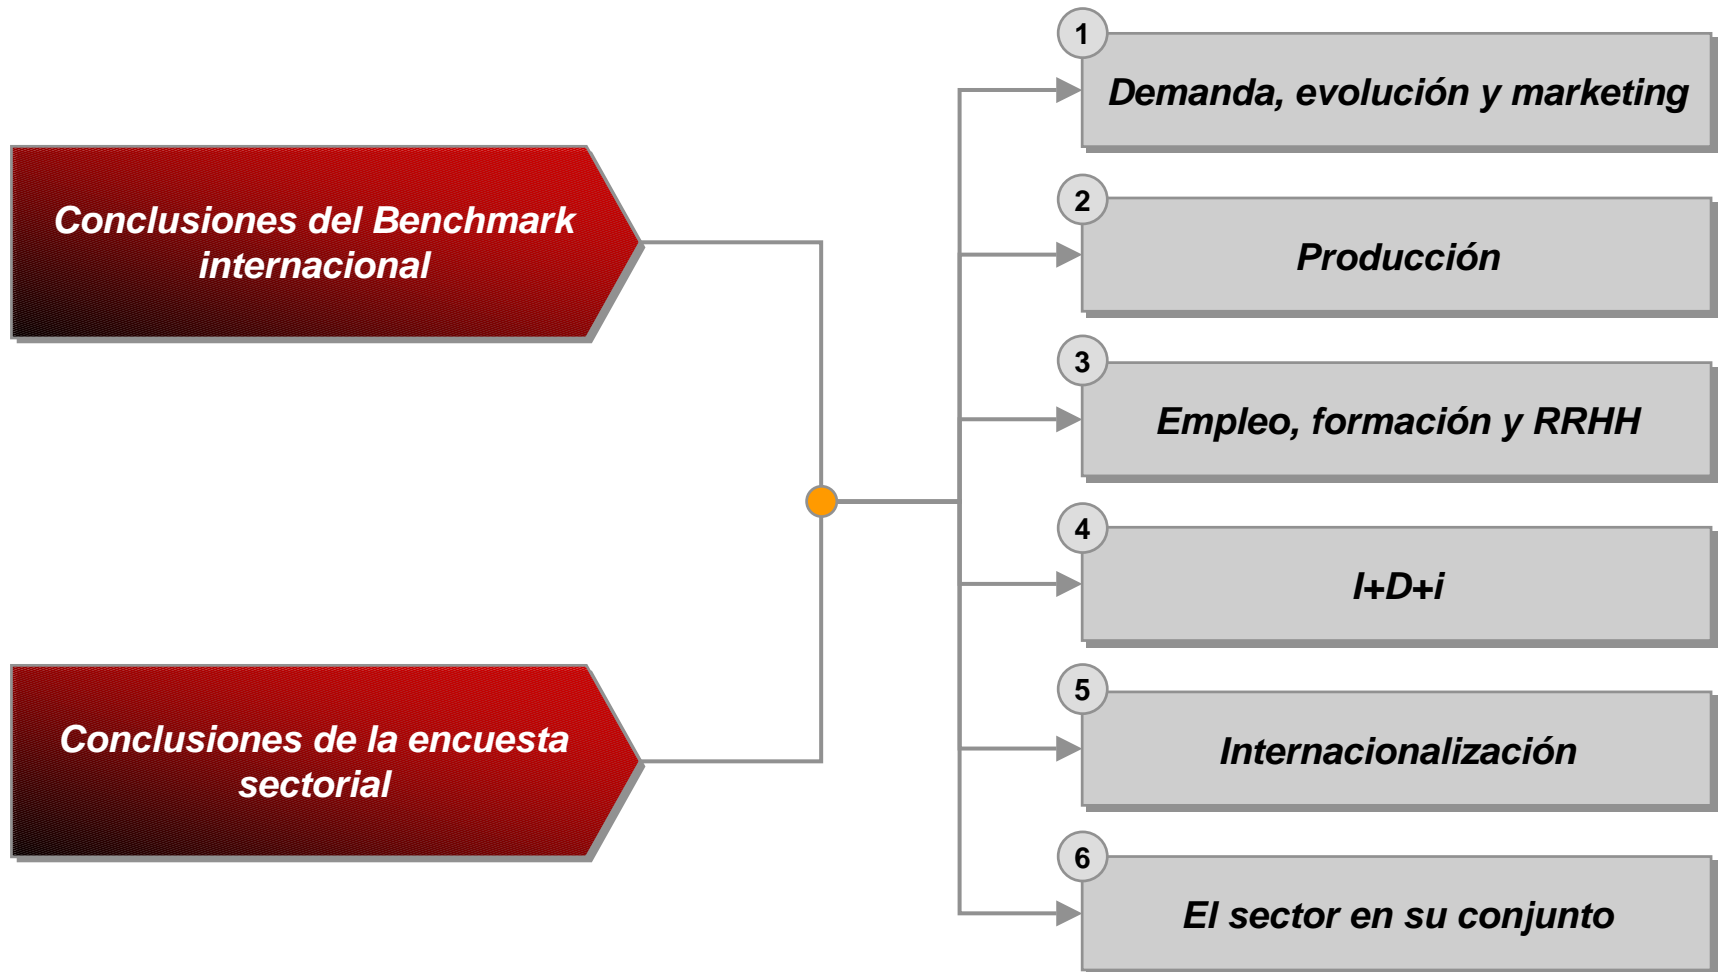 Conclusiones del Benchmark
internacional
Conclusiones de la encuesta
sectorial
1
Demanda, evolución y marketing
2
Producción
3
Empleo, formación y RRHH
4
I+D+i
5
Internacionalización
6
El sector en su conjunto